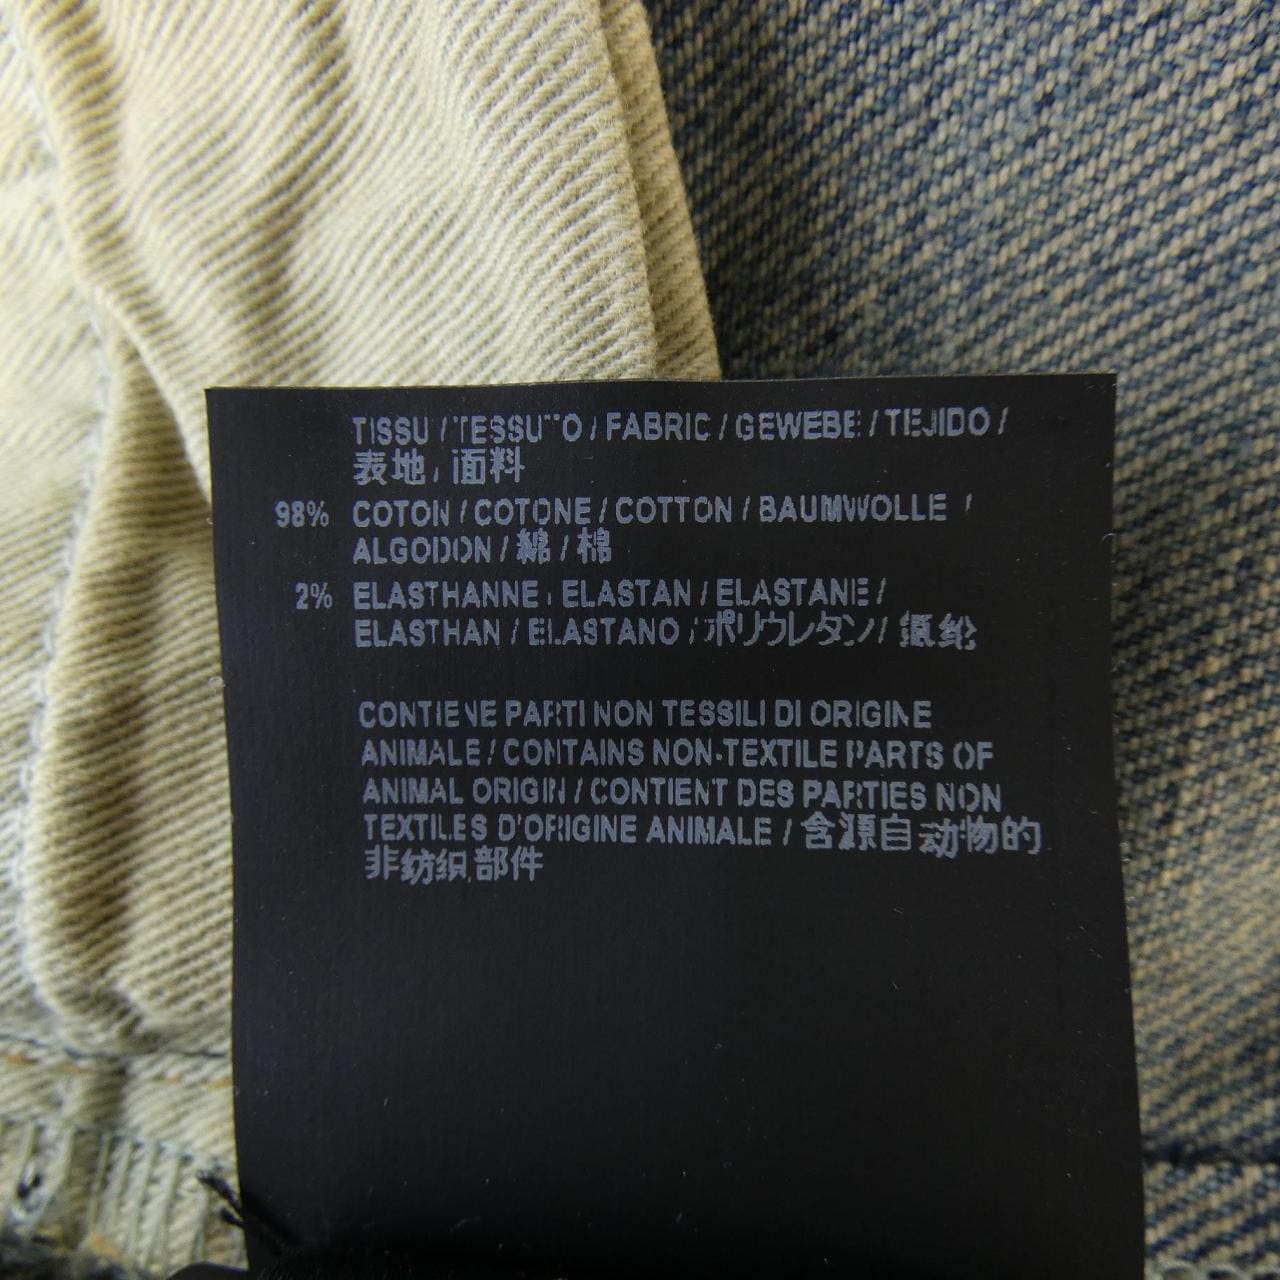 TISSU / TESSUTO / FABRIC / GEWEBE / TEJIDO /
表地 / 面料
98% COTON / COTONE / COTTON / BAUMWOLLE /
ALGODON / 綿 / 棉
2% ELASTHANNE / ELASTAN / ELASTANE /
ELASTHAN / ELASTANO / ポリウレタン / 氨纶
CONTIENE PARTI NON TESSILI DI ORIGINE
ANIMALE / CONTAINS NON-TEXTILE PARTS OF
ANIMAL ORIGIN / CONTIENT DES PARTIES NON
TEXTILES D'ORIGINE ANIMALE / 含源自动物的
非纺织部件